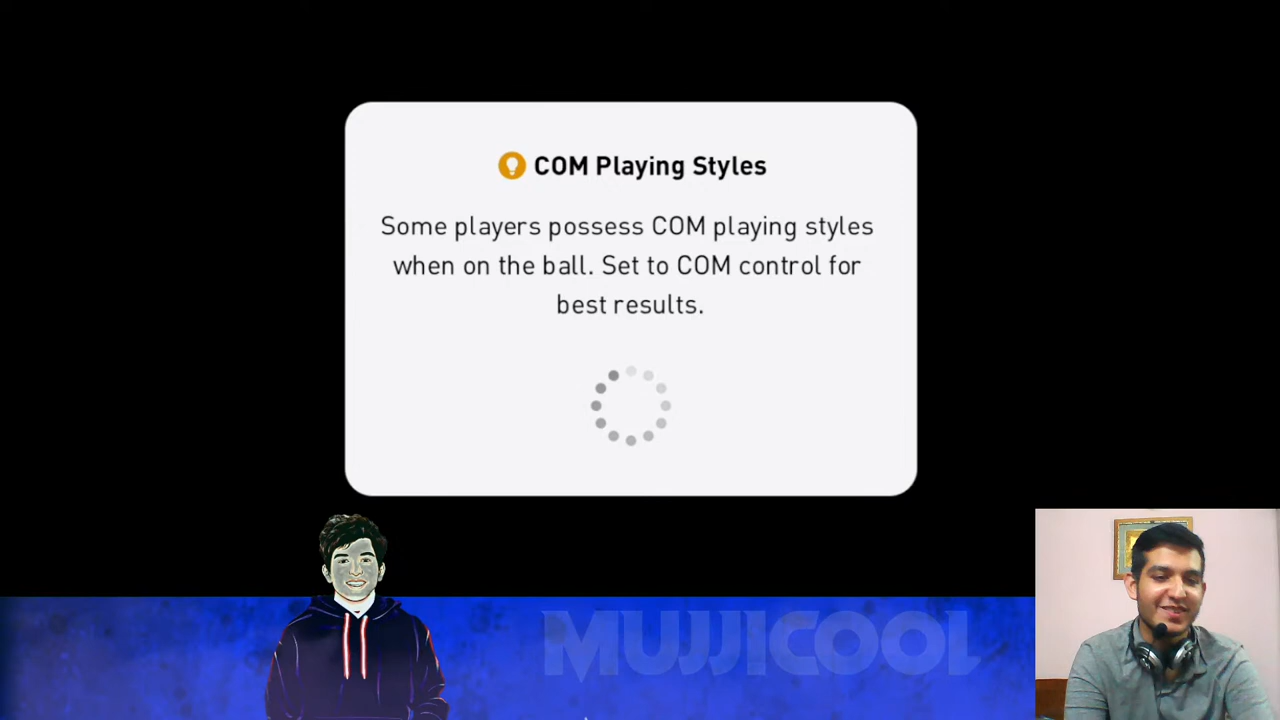 COM Playing Styles
Some players possess COM playing styles
when on the ball. Set to COM control for
best results.
MUJJICOOL